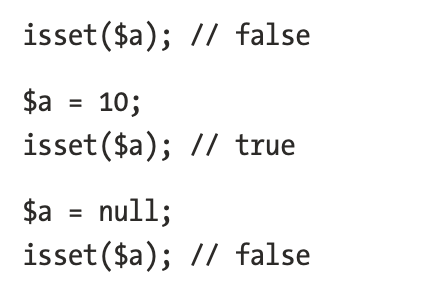 isset($a); // false
$a = 10;
isset($a); // true
$a = null;
isset($a); // false